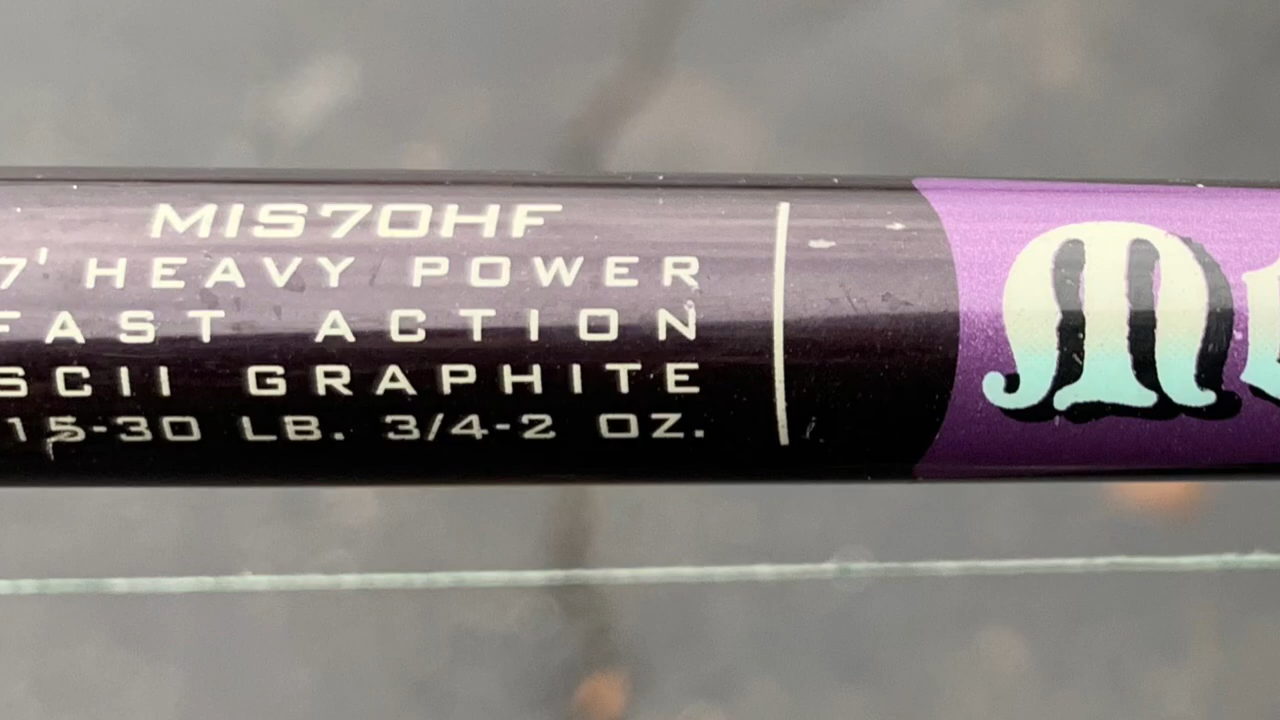 MIS70HF
7' HEAVY POWER
FAST ACTION
SCII GRAPHITE
15-30 LB. 3/4-2 OZ.
M